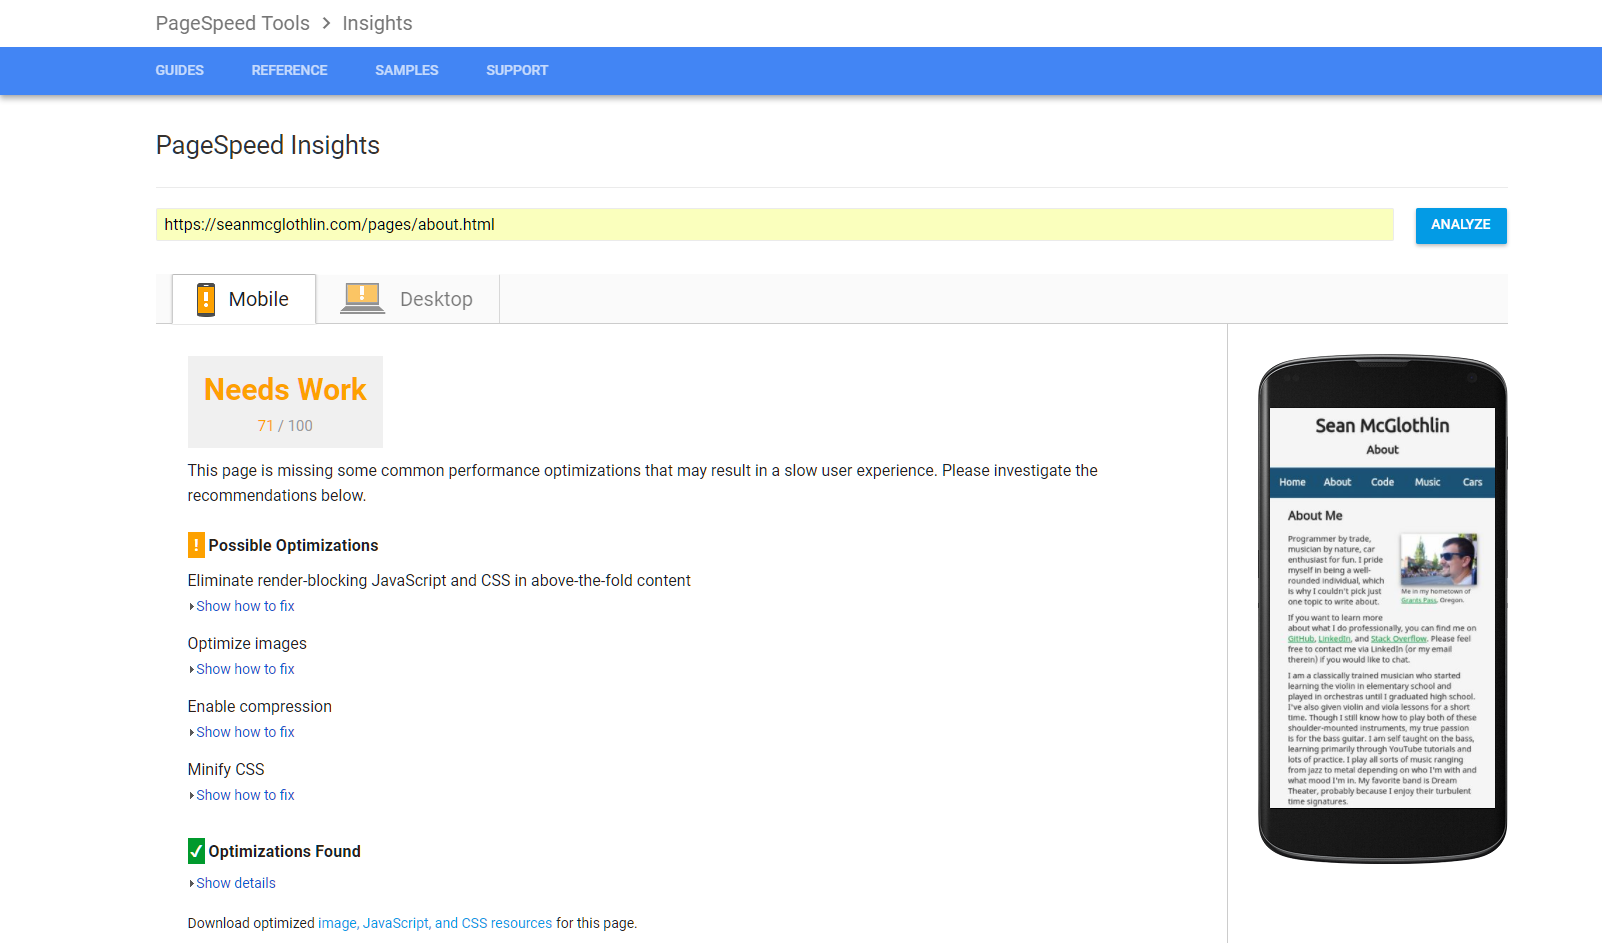 PageSpeed Tools > Insights
GUIDES REFERENCE SAMPLES SUPPORT
PageSpeed Insights
https://seanmcglothlin.com/pages/about.html
ANALYZE
Mobile
Desktop
Needs Work
71 / 100
This page is missing some common performance optimizations that may result in a slow user experience. Please investigate the
recommendations below.
! Possible Optimizations
Eliminate render-blocking JavaScript and CSS in above-the-fold content
Show how to fix
Optimize images
Show how to fix
Enable compression
Show how to fix
Minify CSS
Show how to fix
Optimizations Found
Show details
Download optimized image, JavaScript, and CSS resources for this page.
Sean McGlothlin
About
Home About Code Music Cars
About Me
Programmer by trade,
musician by nature, car
enthusiast for fun. I pride
myself in being a well-
rounded individual, which
is why I couldn't pick just
one topic to write about.
Me in my hometown of
Grants Pass, Oregon.
If you want to learn more
about what I do professionally, you can find me on
GitHub, LinkedIn, and Stack Overflow. Please feel
free to contact me via LinkedIn (or my email
therein) if you would like to chat.
I am a classically trained musician who started
learning the violin in elementary school and
played in orchestras until I graduated high school.
I've also given violin and viola lessons for a short
time. Though I still know how to play both of these
shoulder-mounted instruments, my true passion
is for the bass guitar. I am self taught on the bass,
learning primarily through YouTube tutorials and
lots of practice. I play all sorts of music ranging
from jazz to metal depending on who I'm with and
what mood I'm in. My favorite band is Dream
Theater, probably because I enjoy their turbulent
time signatures.